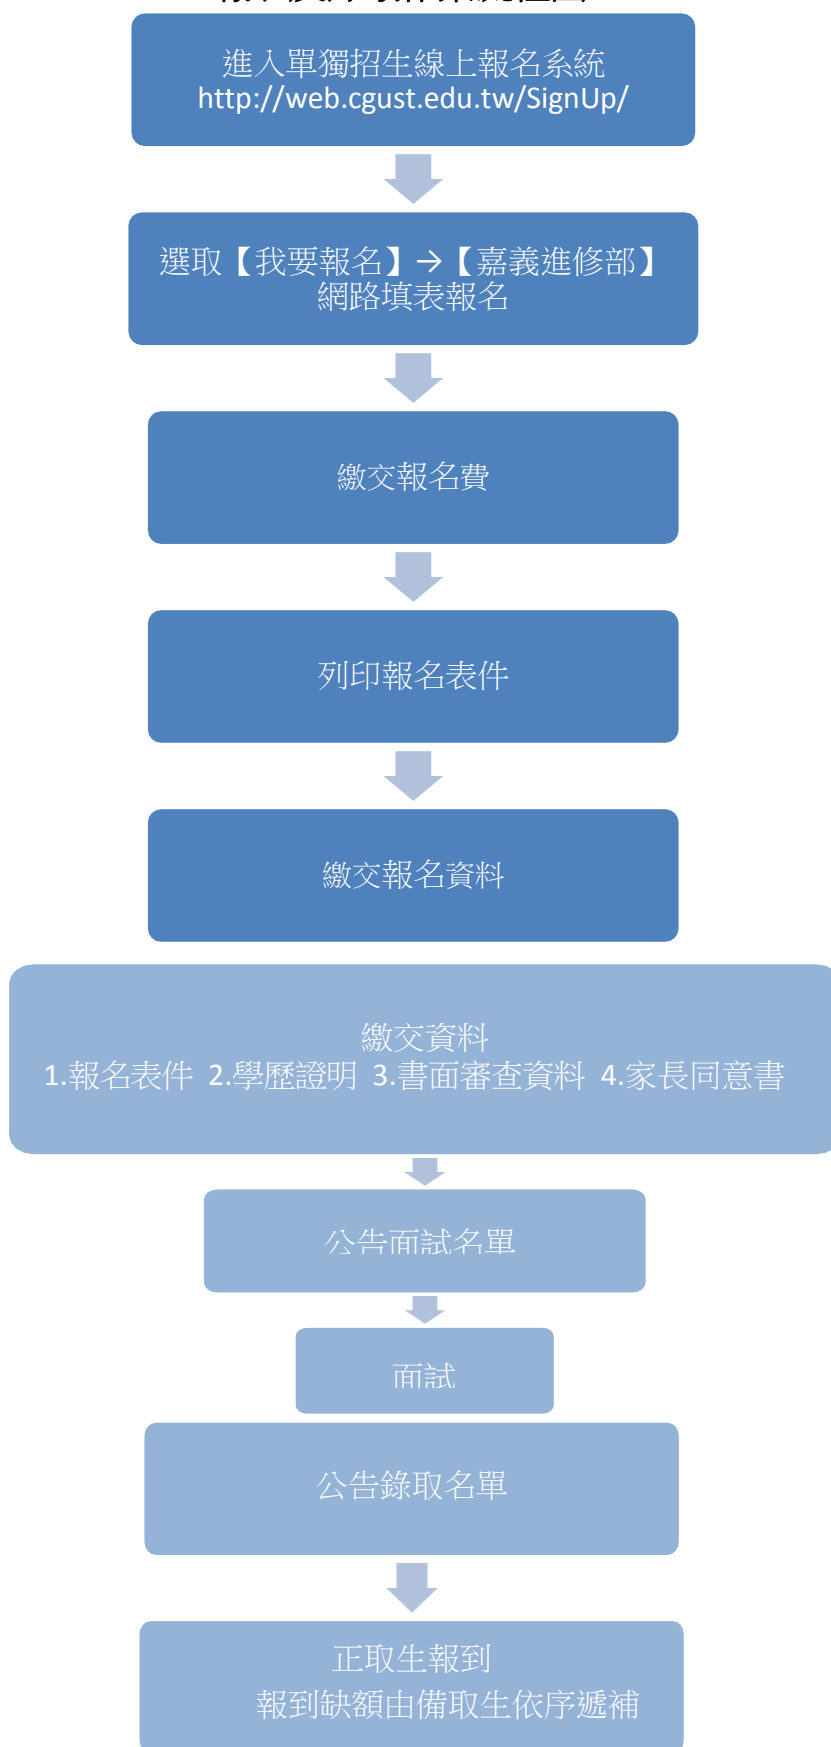 進入單獨招生線上報名系統
http://web.cgust.edu.tw/SignUp/
選取【我要報名】→【嘉義進修部】
網路填表報名
繳交報名費
列印報名表件
繳交報名資料
繳交資料
1.報名表件 2.學歷證明 3.書面審查資料 4.家長同意書
公告面試名單
面試
公告錄取名單
正取生報到
報到缺額由備取生依序遞補